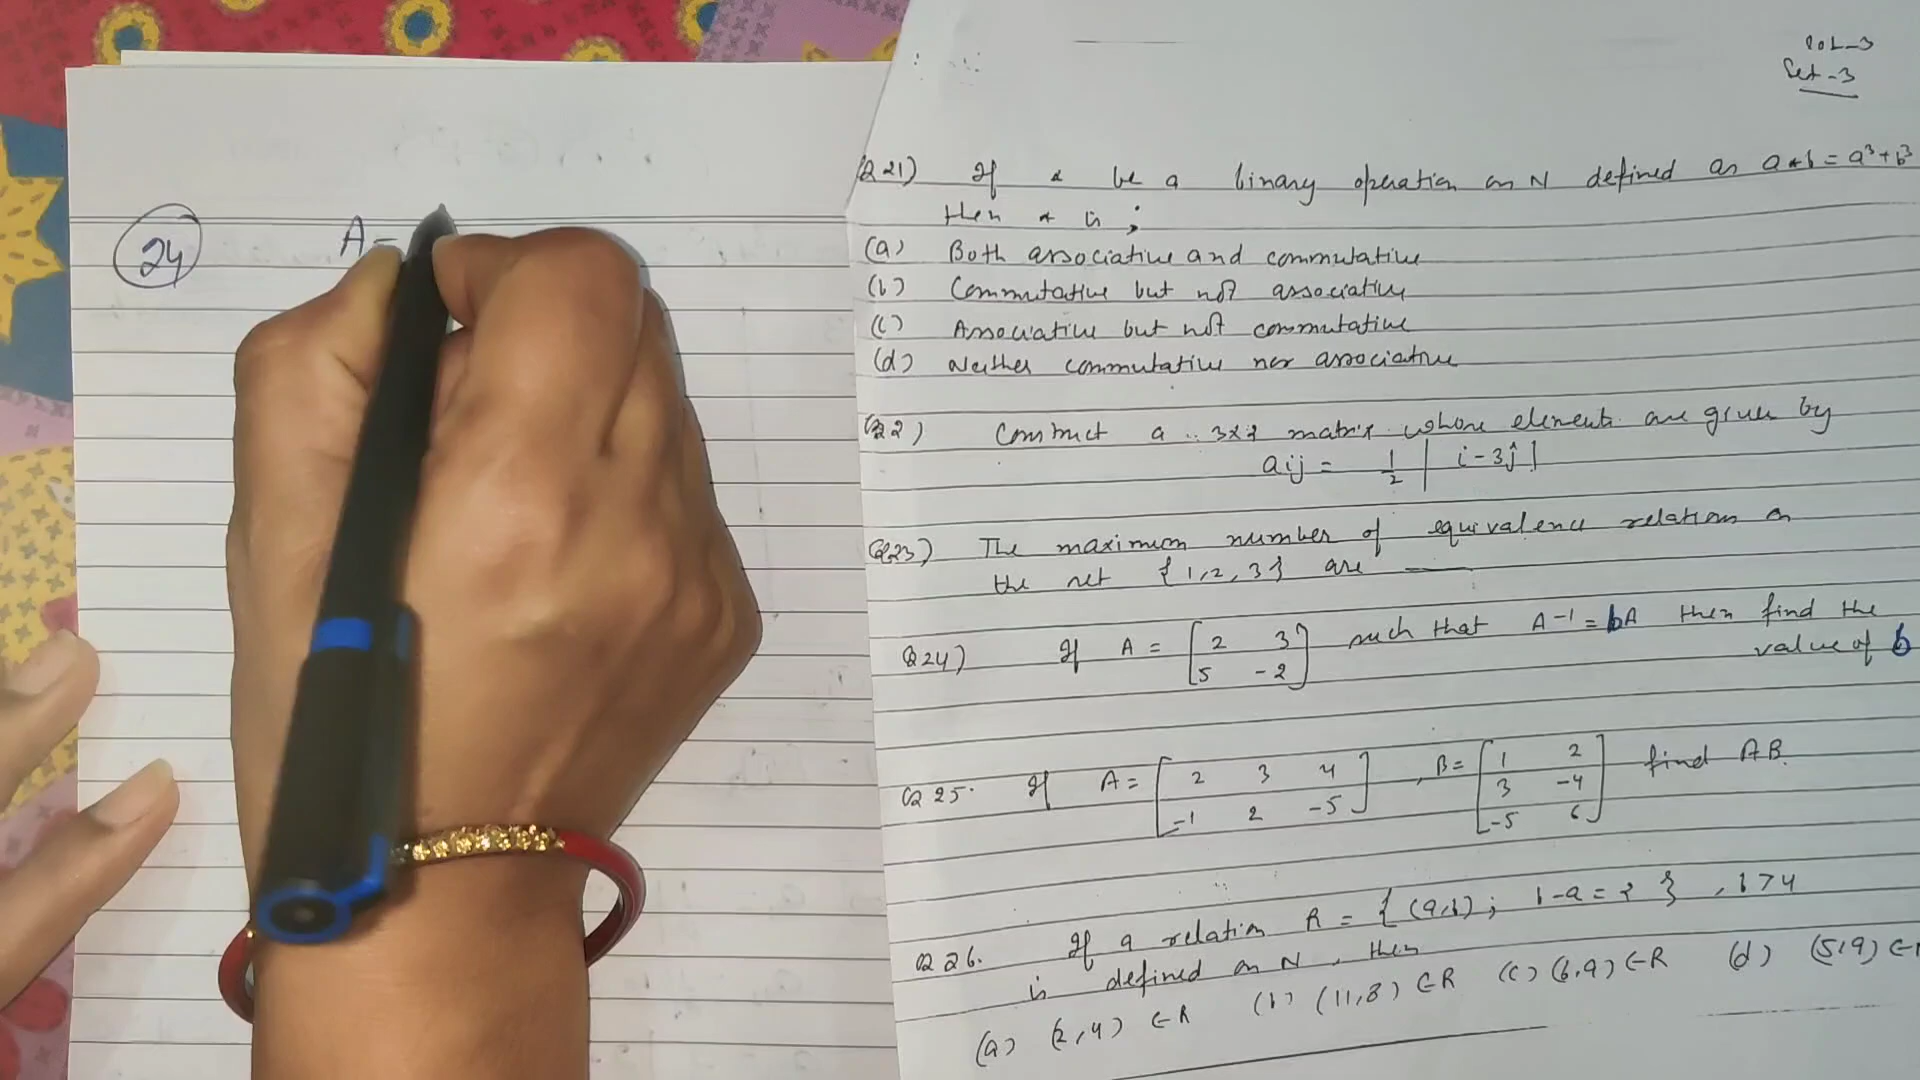 24
A =
Set - 3
Q21) If * be a binary operation on N defined as a * b = a³ + b³
then * is ;
(a) Both associative and commutative
(b) Commutative but not associative
(c) Associative but not commutative
(d) Neither commutative nor associative
Q22) Construct a 3x2 matrix whose elements are given by
aij = 1/2 | i - 3j |
Q23) The maximum number of equivalence relations on
the set {1, 2, 3} are ___
Q24) If A = [2 3
5 -2] such that A-1 = bA then find the
value of b
Q25. If A = [2 3 4
-1 2 -5] , B = [1 2
3 -4
-5 6] find AB.
Q26. If a relation R = { (a,b) ; b-a = 2 } , b > 4
is defined on N, then
(a) (2,4) ∈ R (b) (11,8) ∈ R (c) (6,9) ∈ R (d) (5,9) ∈